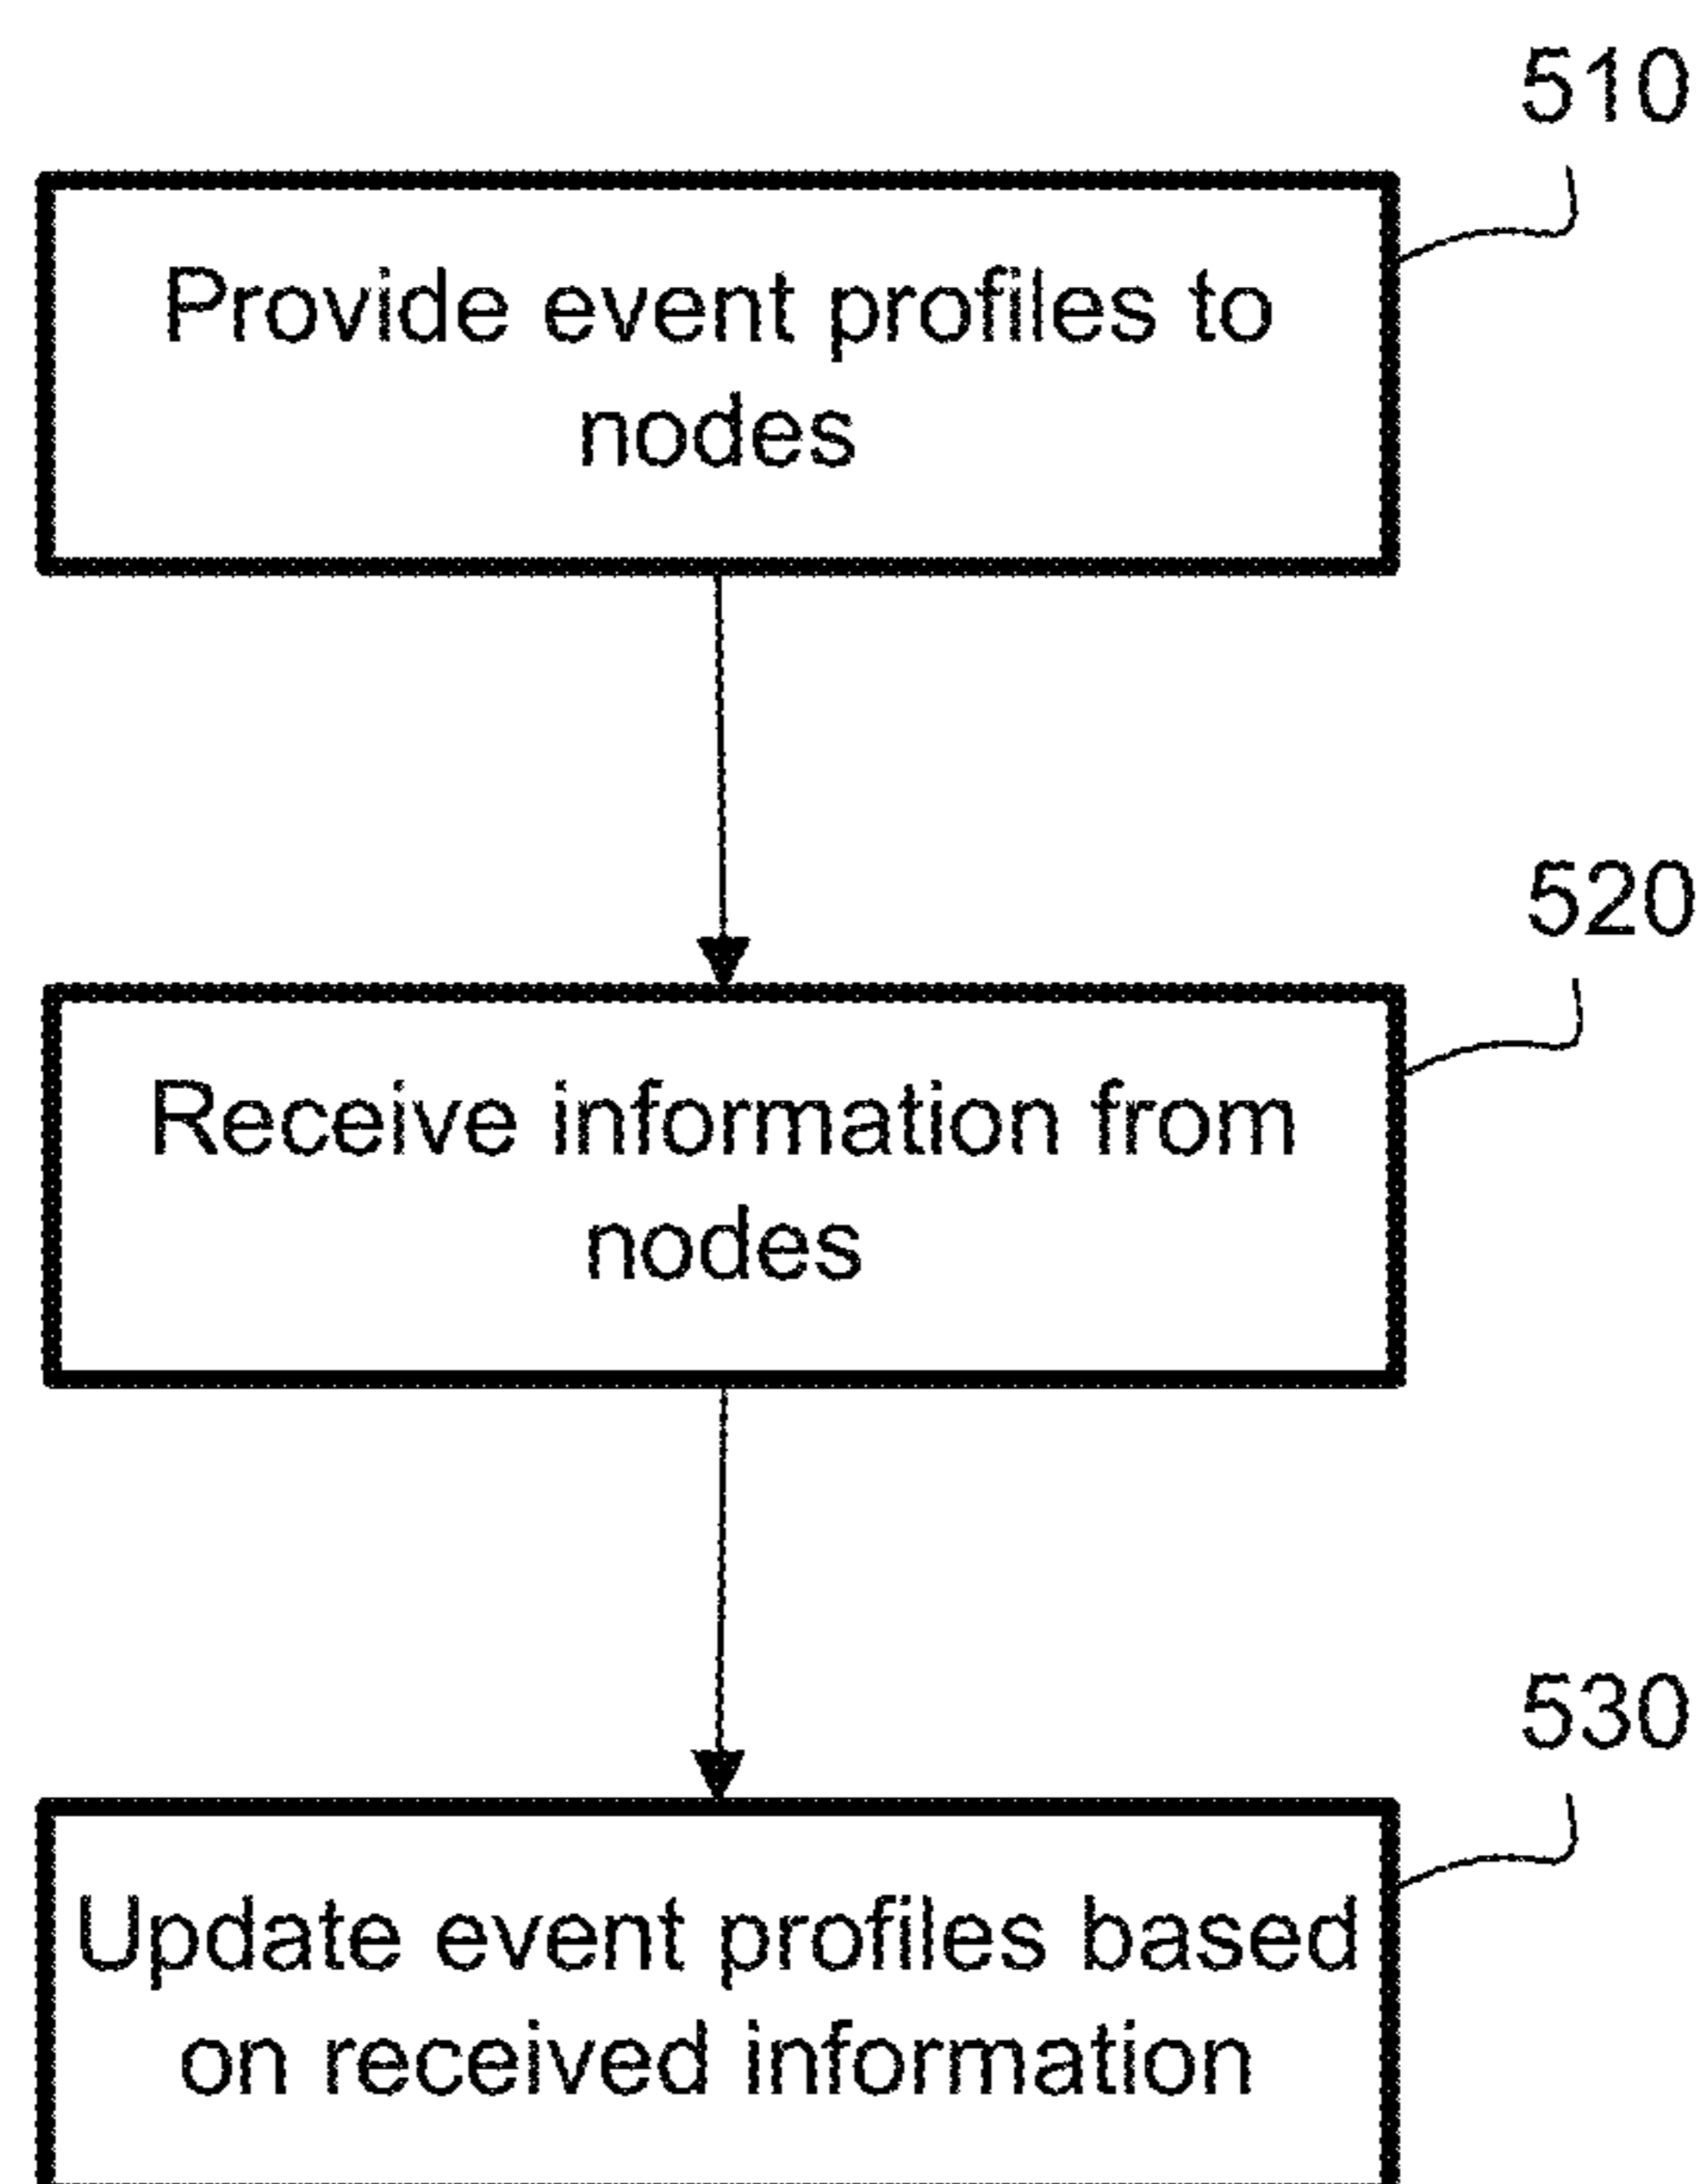 510
Provide event profiles to
nodes
520
Receive information from
nodes
530
Update event profiles based
on received information